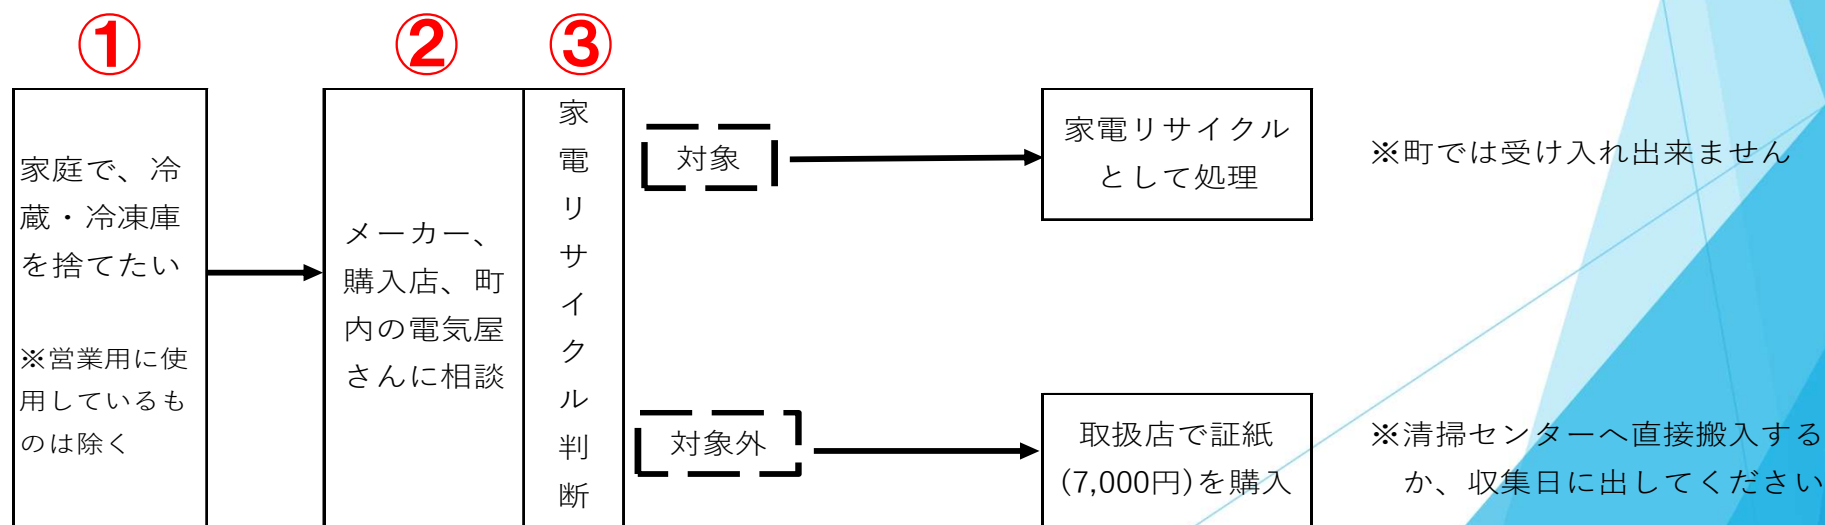 ①
②
③
家庭で、冷
蔵・冷凍庫
を捨てたい
※営業用に使
用しているも
のは除く
メーカー、
購入店、町
内の電気屋
さんに相談
家電リサイクル判断
対象
家電リサイクル
として処理
※町では受け入れ出来ません
対象外
取扱店で証紙
(7,000円)を購入
※清掃センターへ直接搬入する
か、収集日に出してください